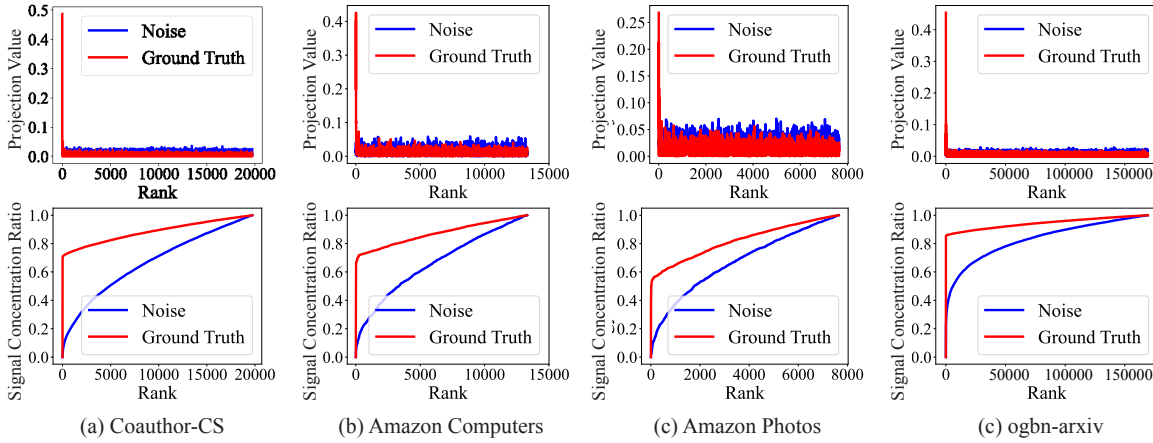 Projection Value
0.5
0.4
0.3
0.2
0.1
0.0
Noise
Ground Truth
0 5000 10000 15000 20000
Rank
Projection Value
0.4
0.3
0.2
0.1
0.0
Noise
Ground Truth
0 5000 10000 15000
Rank
Projection Value
0.25
0.20
0.15
0.10
0.05
0.00
Noise
Ground Truth
0 2000 4000 6000 8000
Rank
Projection Value
0.4
0.3
0.2
0.1
0.0
Noise
Ground Truth
0 50000 100000 150000
Rank
Signal Concentration Ratio
1.0
0.8
0.6
0.4
0.2
0.0
Noise
Ground Truth
0 5000 10000 15000 20000
Rank
Signal Concentration Ratio
1.0
0.8
0.6
0.4
0.2
0.0
Noise
Ground Truth
0 5000 10000 15000
Rank
Signal Concentration Ratio
1.0
0.8
0.6
0.4
0.2
0.0
Noise
Ground Truth
0 2000 4000 6000 8000
Rank
Signal Concentration Ratio
1.0
0.8
0.6
0.4
0.2
0.0
Noise
Ground Truth
0 50000 100000 150000
Rank
(a) Coauthor-CS
(b) Amazon Computers
(c) Amazon Photos
(c) ogbn-arxiv